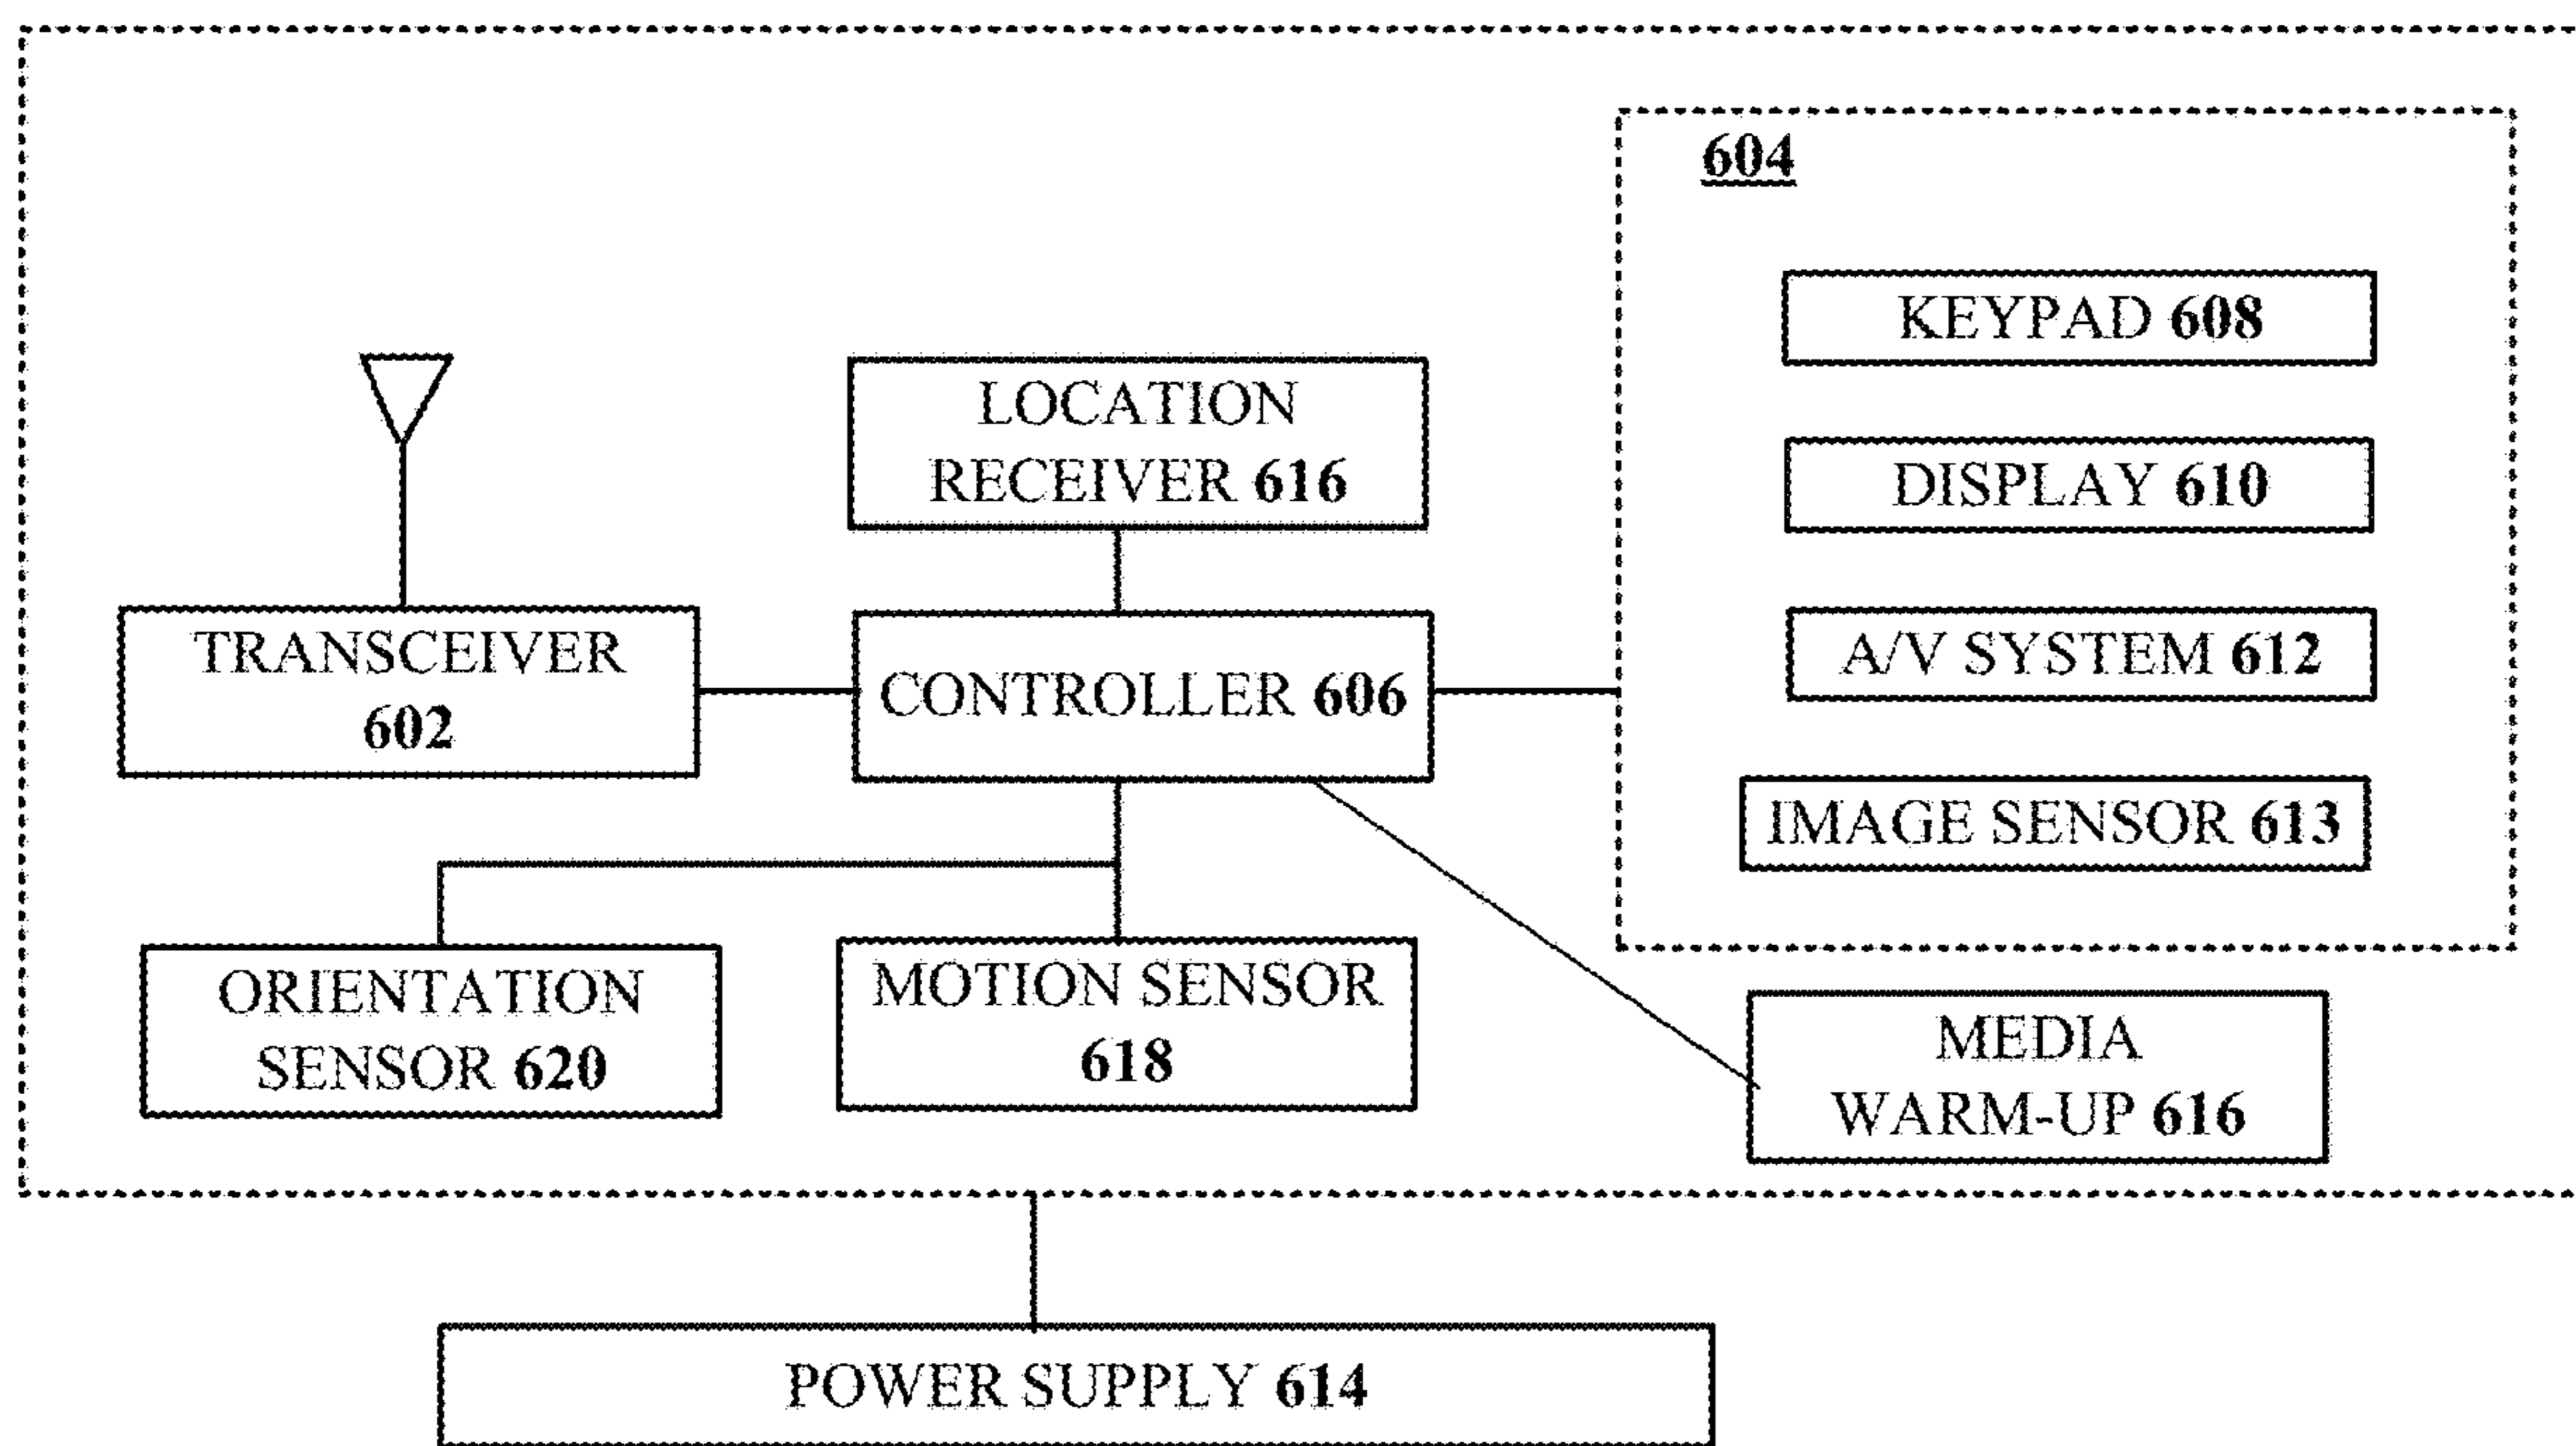 604
KEYPAD 608
DISPLAY 610
A/V SYSTEM 612
IMAGE SENSOR 613
LOCATION
RECEIVER 616
TRANSCEIVER
602
CONTROLLER 606
ORIENTATION
SENSOR 620
MOTION SENSOR
618
MEDIA
WARM-UP 616
POWER SUPPLY 614